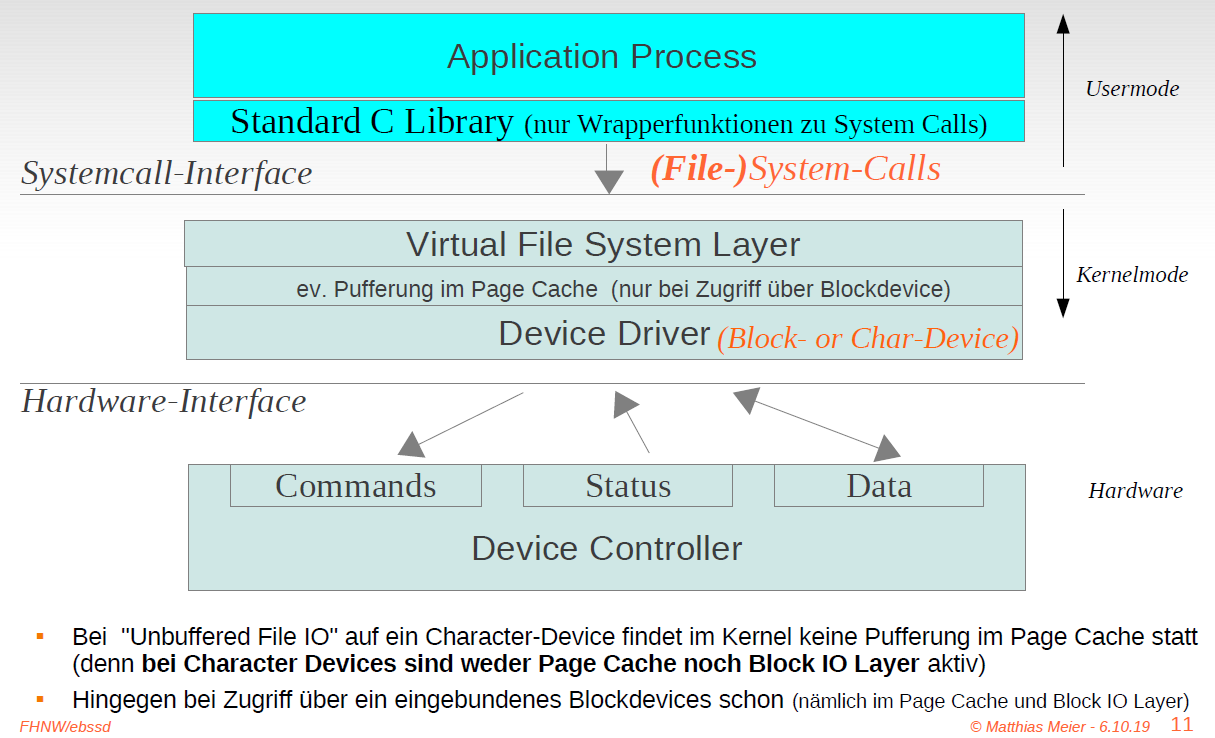 Application Process
Usermode
Standard C Library (nur Wrapperfunktionen zu System Calls)
Systemcall-Interface
(File-)System-Calls
Virtual File System Layer
Kernelmode
ev. Pufferung im Page Cache (nur bei Zugriff über Blockdevice)
Device Driver (Block- or Char-Device)
Hardware-Interface
Commands
Status
Data
Hardware
Device Controller
▪ Bei "Unbuffered File IO" auf ein Character-Device findet im Kernel keine Pufferung im Page Cache statt
(denn bei Character Devices sind weder Page Cache noch Block IO Layer aktiv)
▪ Hingegen bei Zugriff über ein eingebundenes Blockdevices schon (nämlich im Page Cache und Block IO Layer)
FHNW/ebssd
© Matthias Meier - 6.10.19 11